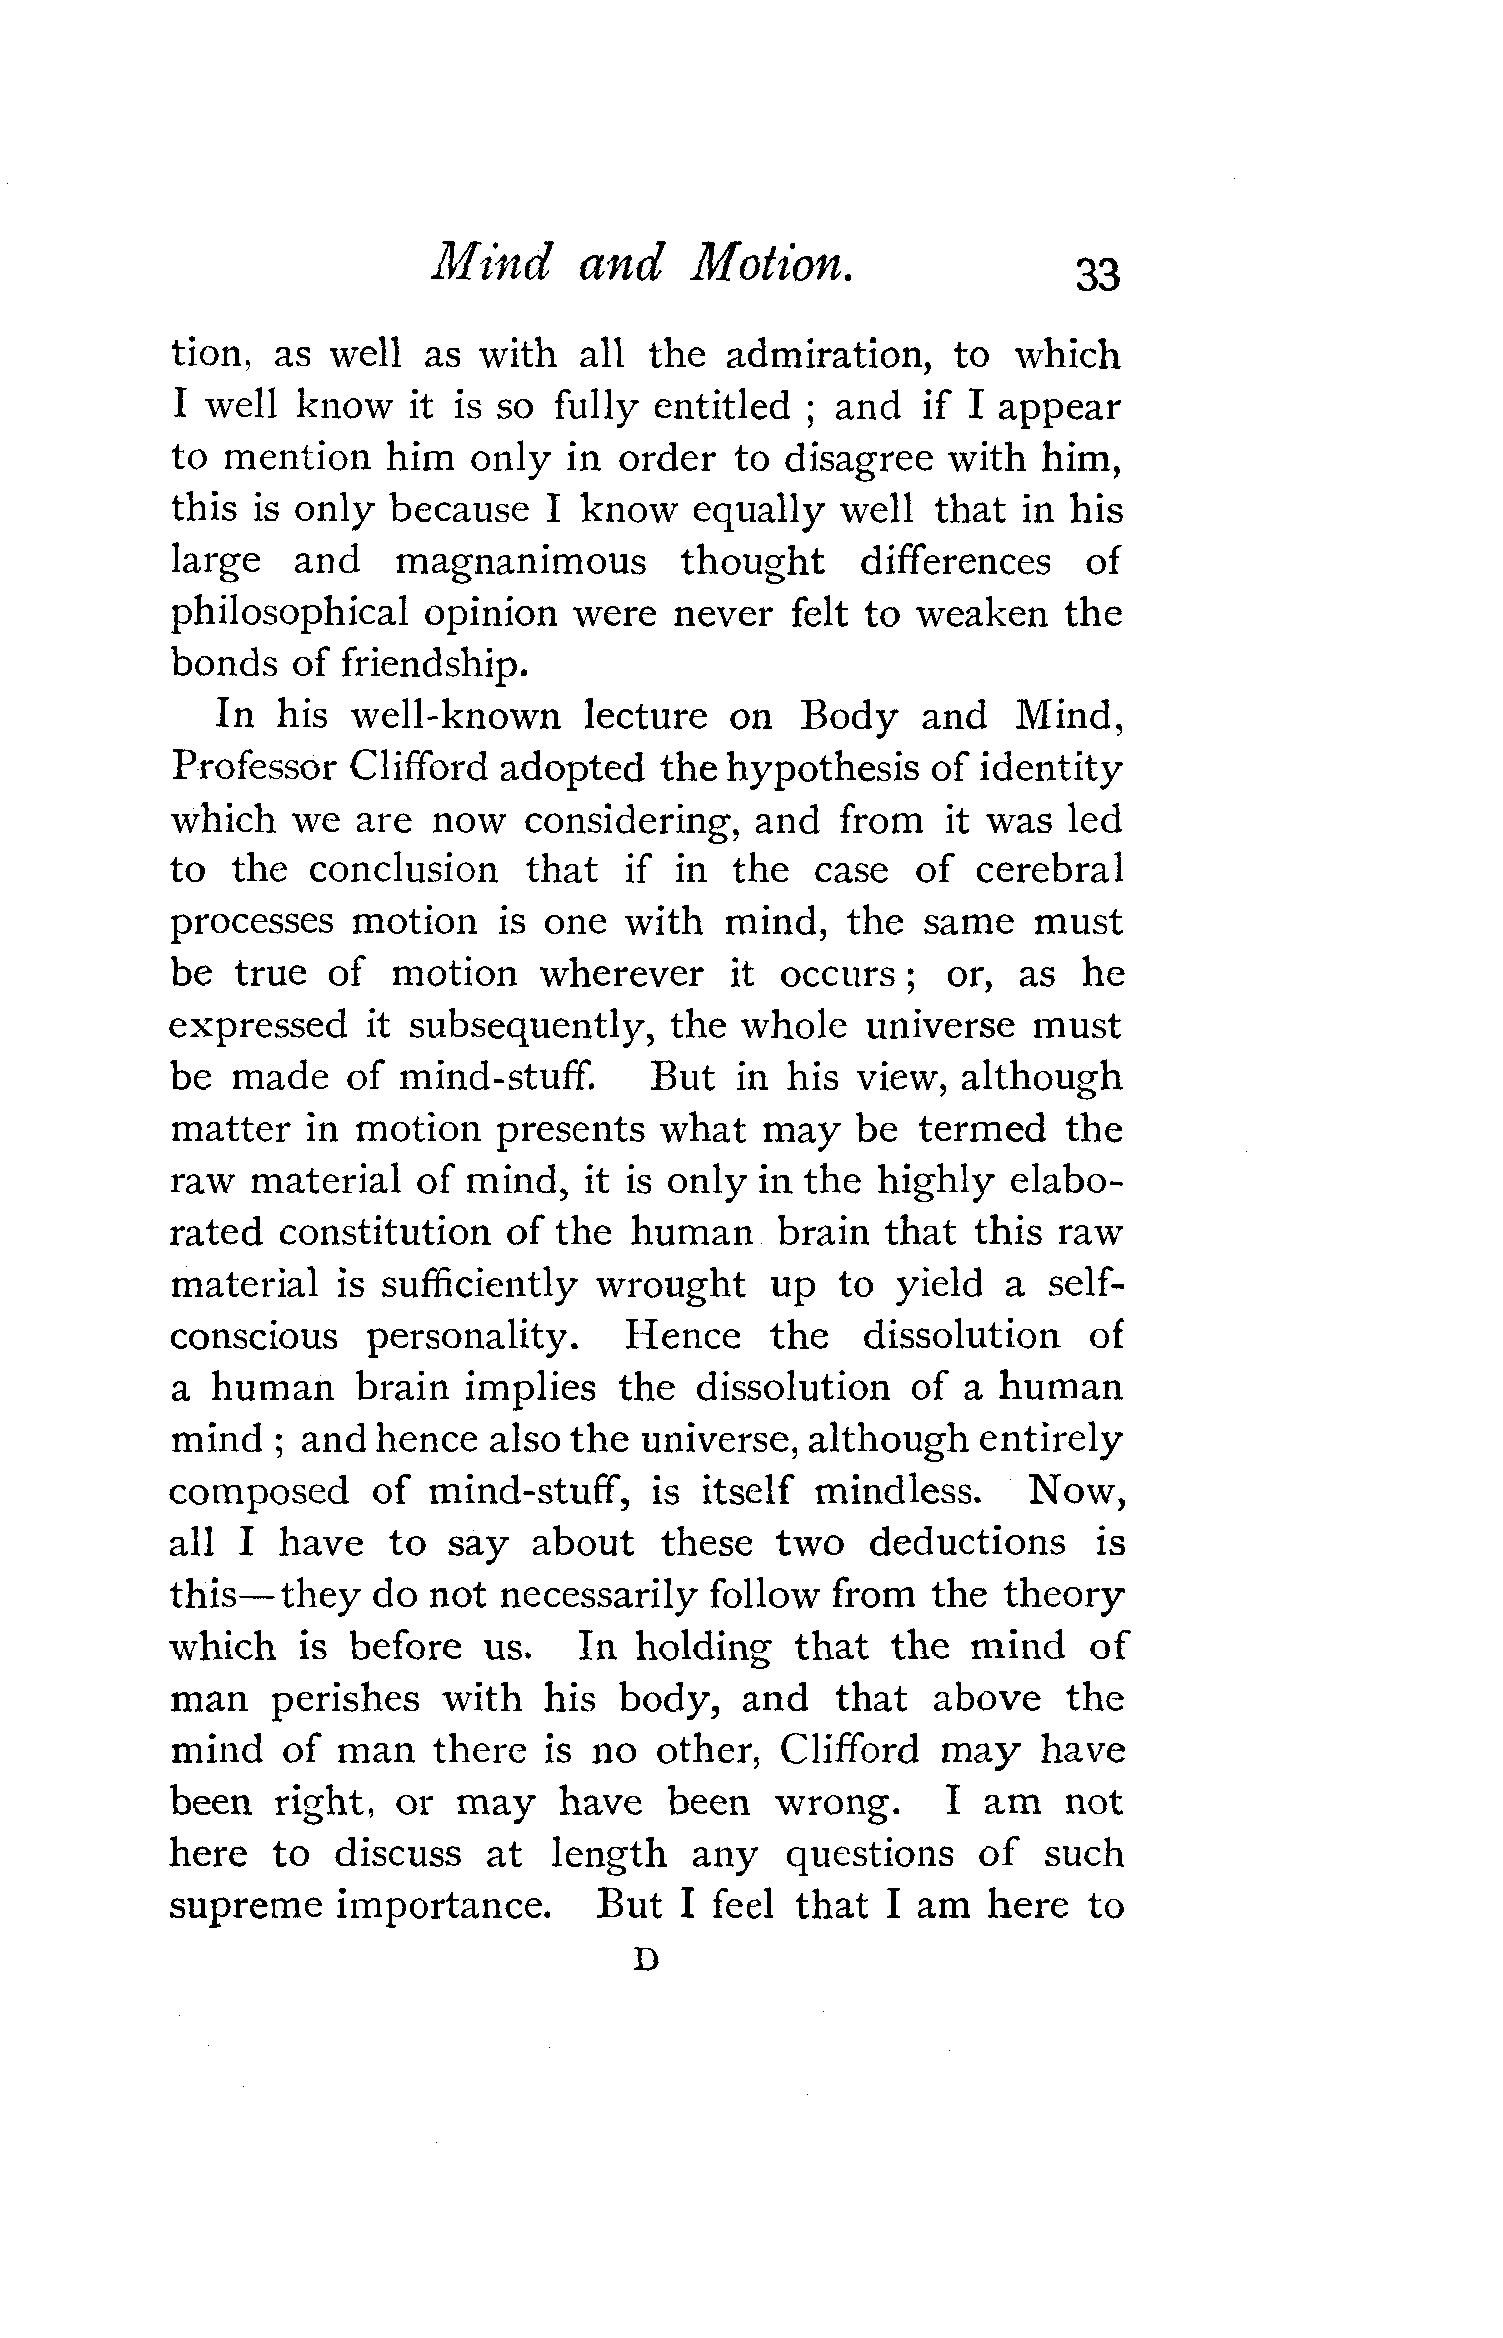 Mind and Motion. 33
tion, as well as with all the admiration, to which
I well know it is so fully entitled ; and if I appear
to mention him only in order to disagree with him,
this is only because I know equally well that in his
large and magnanimous thought differences of
philosophical opinion were never felt to weaken the
bonds of friendship.
In his well-known lecture on Body and Mind,
Professor Clifford adopted the hypothesis of identity
which we are now considering, and from it was led
to the conclusion that if in the case of cerebral
processes motion is one with mind, the same must
be true of motion wherever it occurs ; or, as he
expressed it subsequently, the whole universe must
be made of mind-stuff. But in his view, although
matter in motion presents what may be termed the
raw material of mind, it is only in the highly elabo-
rated constitution of the human brain that this raw
material is sufficiently wrought up to yield a self-
conscious personality. Hence the dissolution of
a human brain implies the dissolution of a human
mind ; and hence also the universe, although entirely
composed of mind-stuff, is itself mindless. Now,
all I have to say about these two deductions is
this—they do not necessarily follow from the theory
which is before us. In holding that the mind of
man perishes with his body, and that above the
mind of man there is no other, Clifford may have
been right, or may have been wrong. I am not
here to discuss at length any questions of such
supreme importance. But I feel that I am here to
D